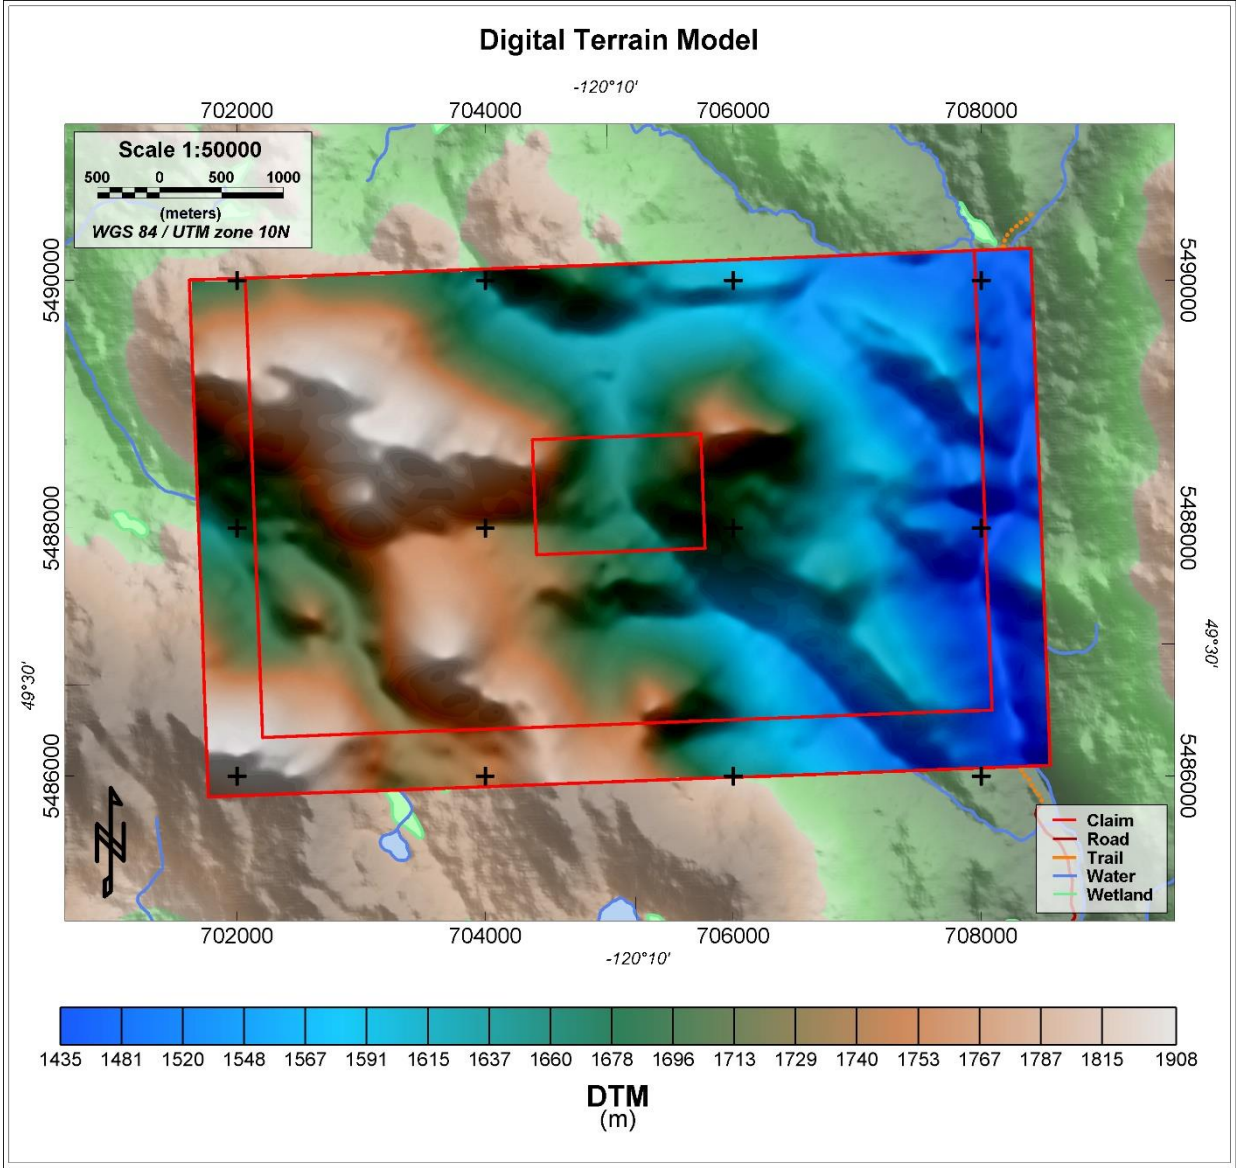 Digital Terrain Model
-120°10'
702000 704000 706000 708000
Scale 1:50000
500 0 500 1000
(meters)
WGS 84 / UTM zone 10N
5490000
5490000
5488000
5488000
49°30'
49°30'
5486000
5486000
N
Claim
Road
Trail
Water
Wetland
702000 704000 706000 708000
-120°10'
1435 1481 1520 1548 1567 1591 1615 1637 1660 1678 1696 1713 1729 1740 1753 1767 1787 1815 1908
DTM
(m)